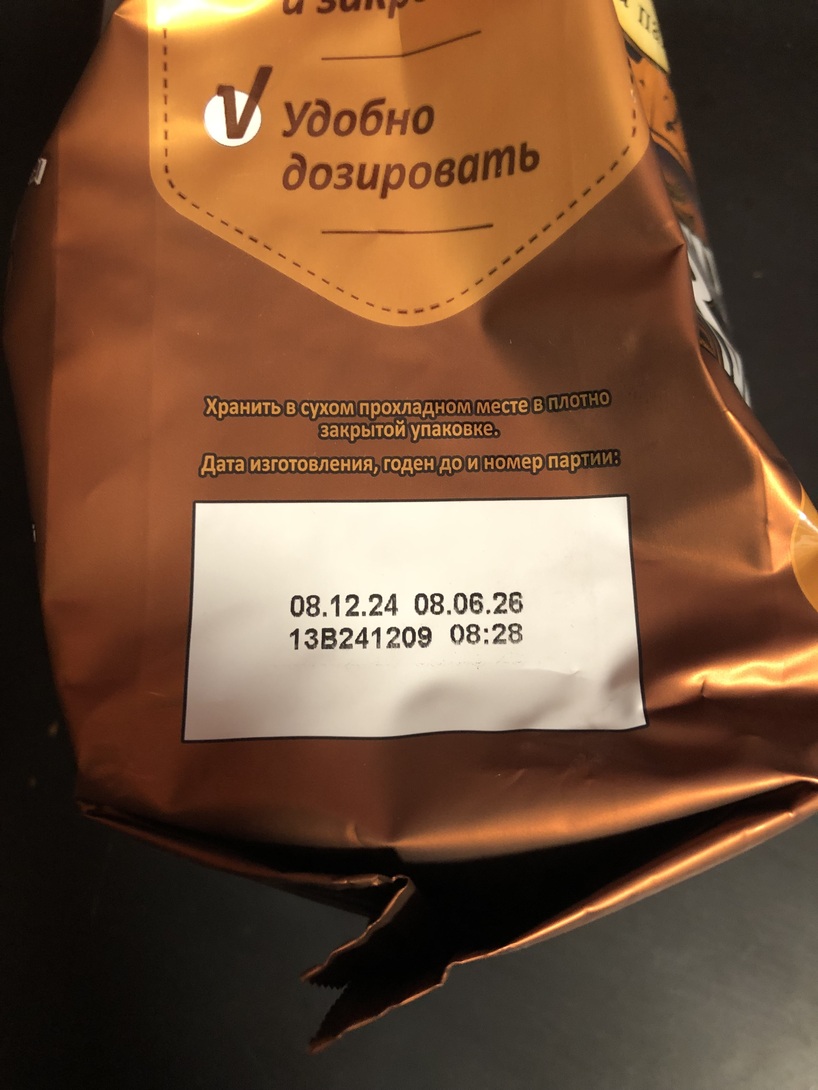 и
Удобно
дозировать
Хранить в сухом прохладном месте в плотно
закрытой упаковке.
Дата изготовления, годен до и номер партии:
08.12.24 08.06.26
13B241209 08:28